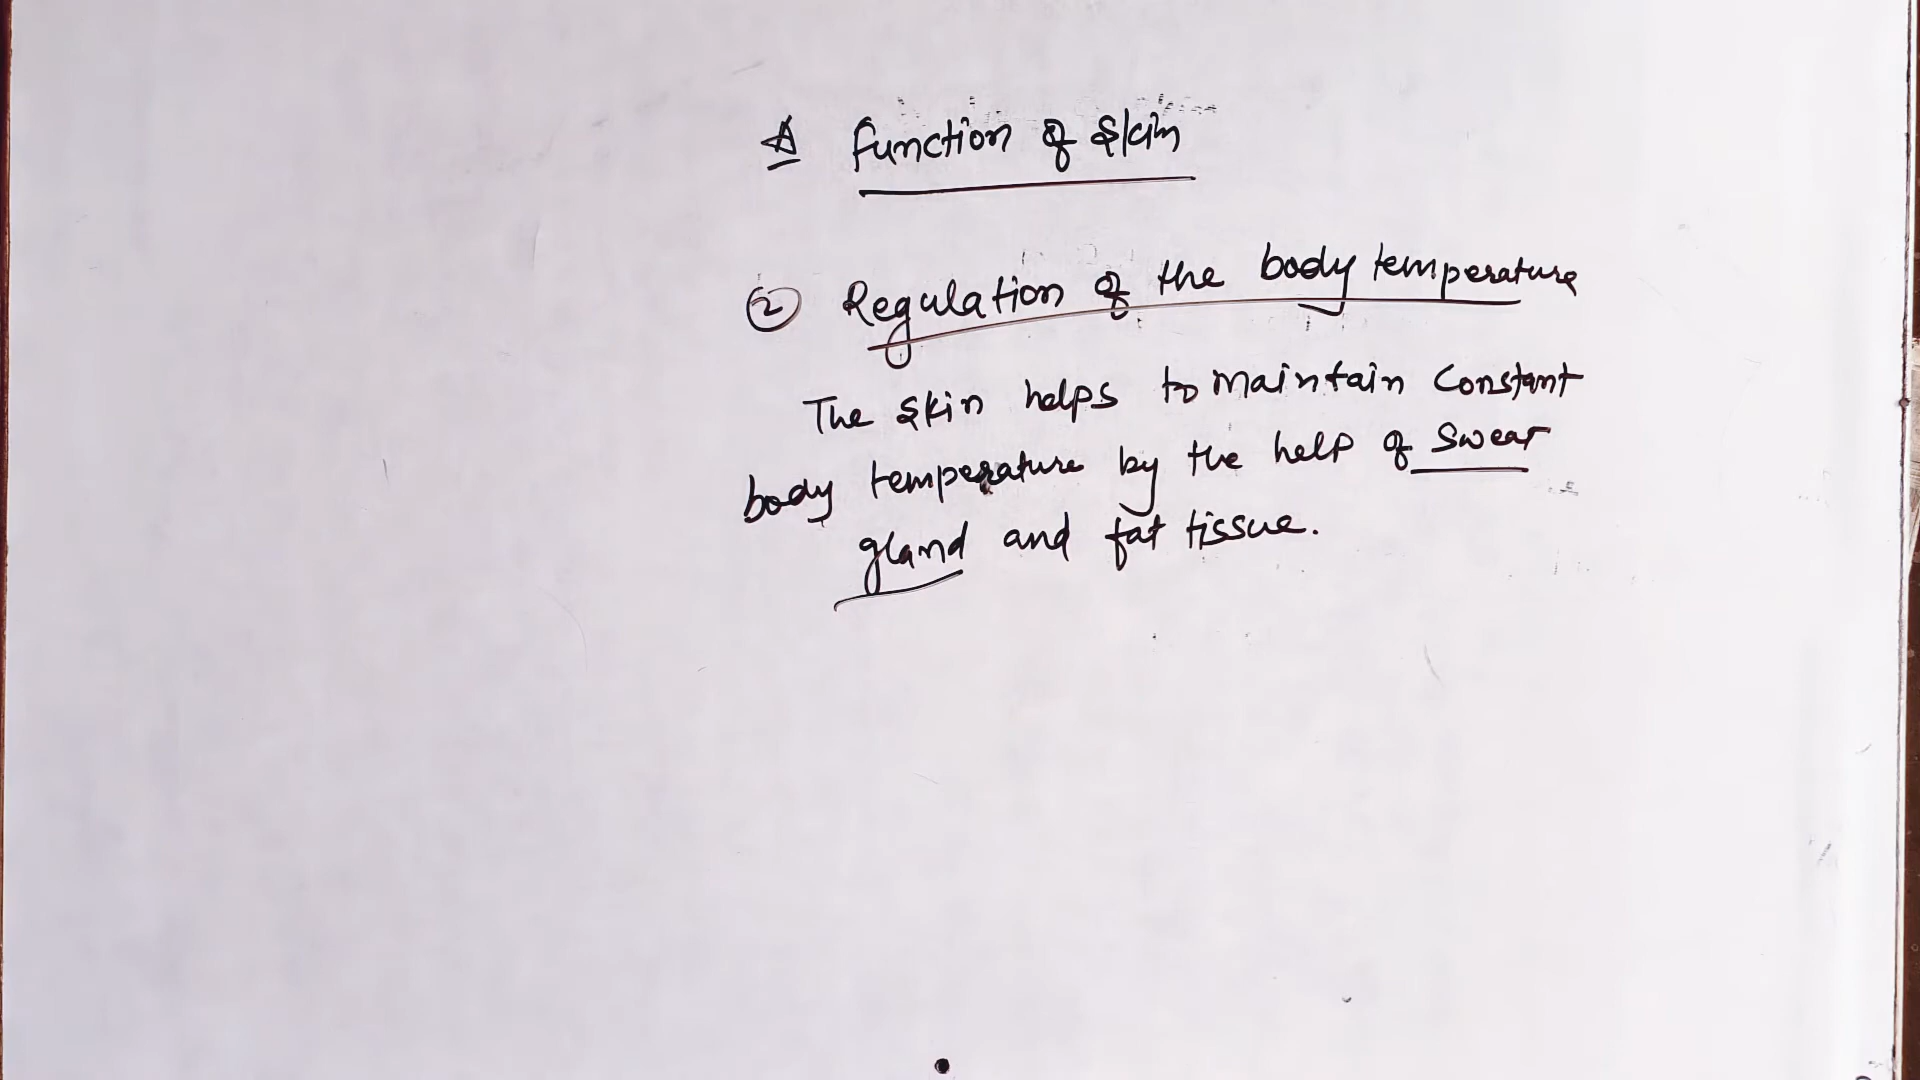 ☆ Function of Skin
② Regulation of the body temperature
The Skin helps to maintain Constant
body temperature by the help of Swear
gland and fat tissue.